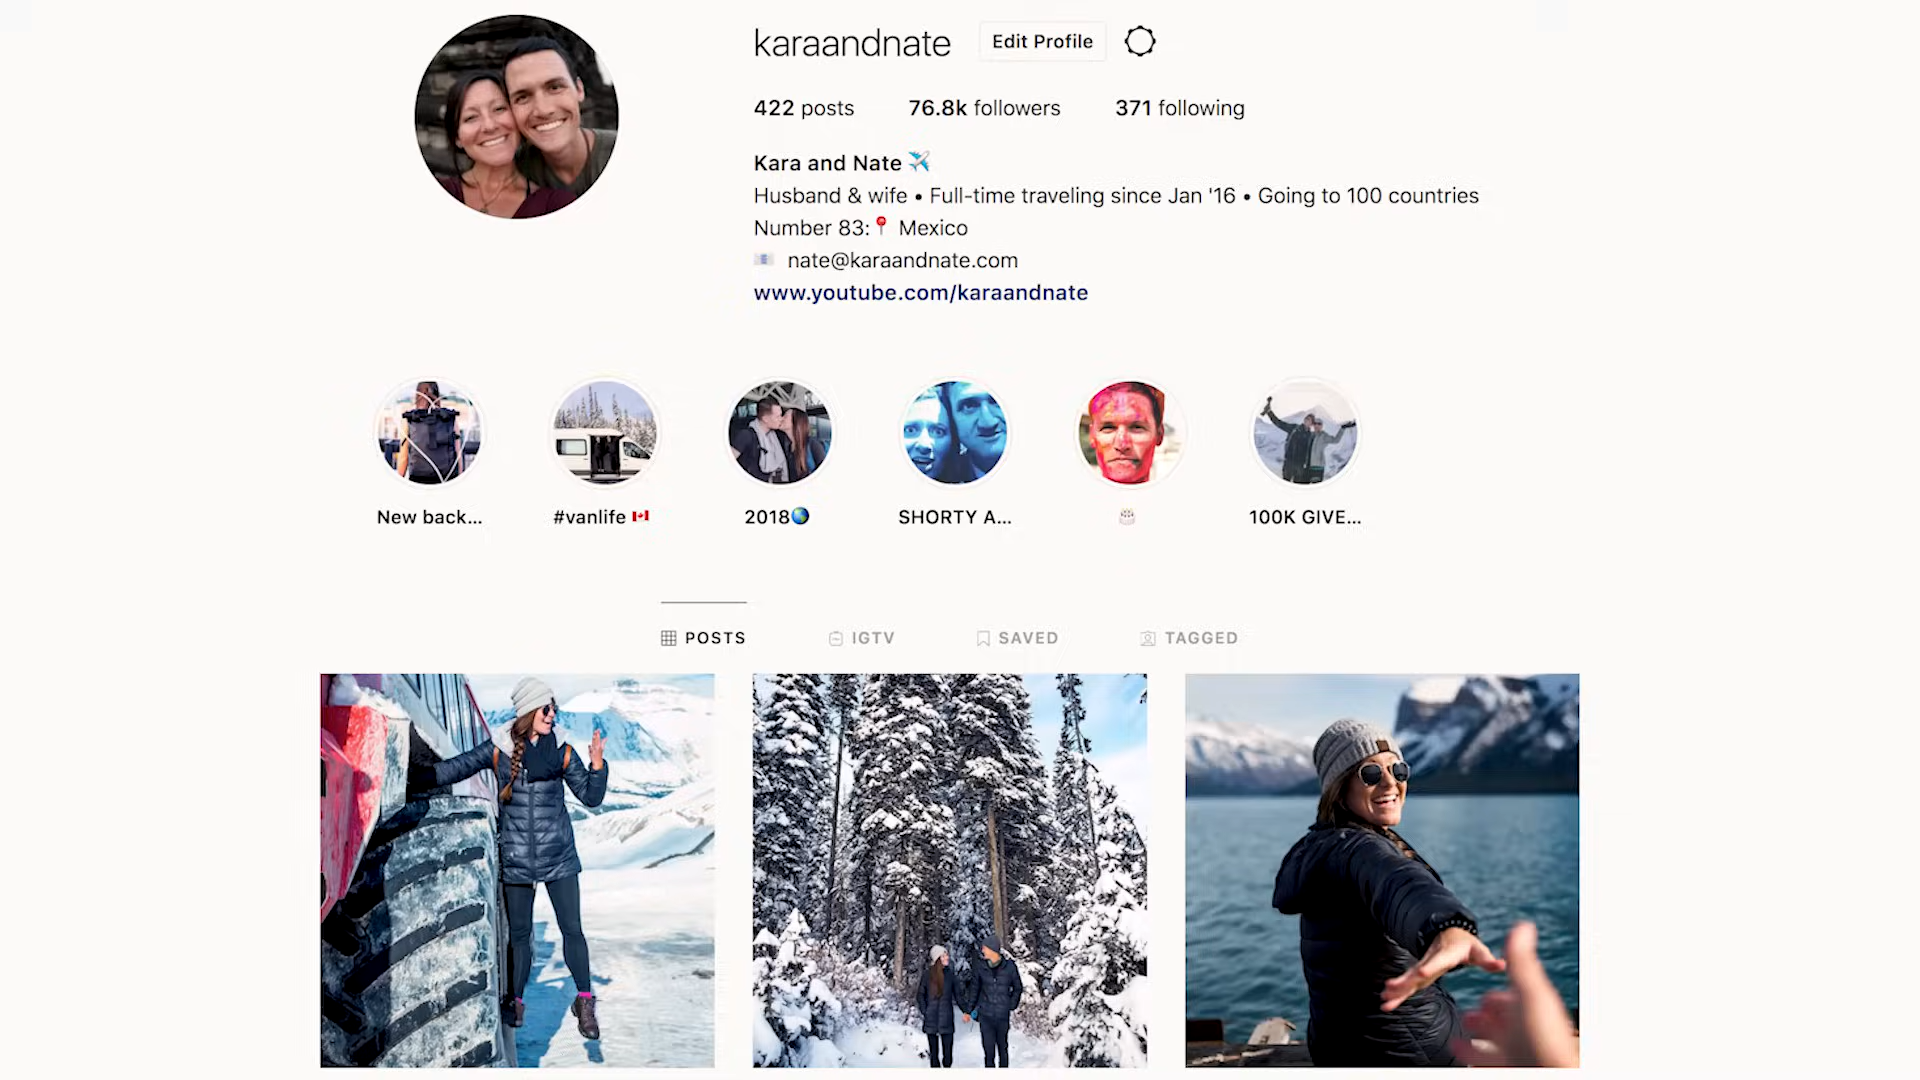 karaandnate Edit Profile
422 posts 76.8k followers 371 following
Kara and Nate ✈️
Husband & wife • Full-time traveling since Jan '16 • Going to 100 countries
Number 83:📍 Mexico
📧 nate@karaandnate.com
www.youtube.com/karaandnate
New back... #vanlife 🇨🇦 2018🌎 SHORTY A... 🎂 100K GIVE...
POSTS IGTV SAVED TAGGED